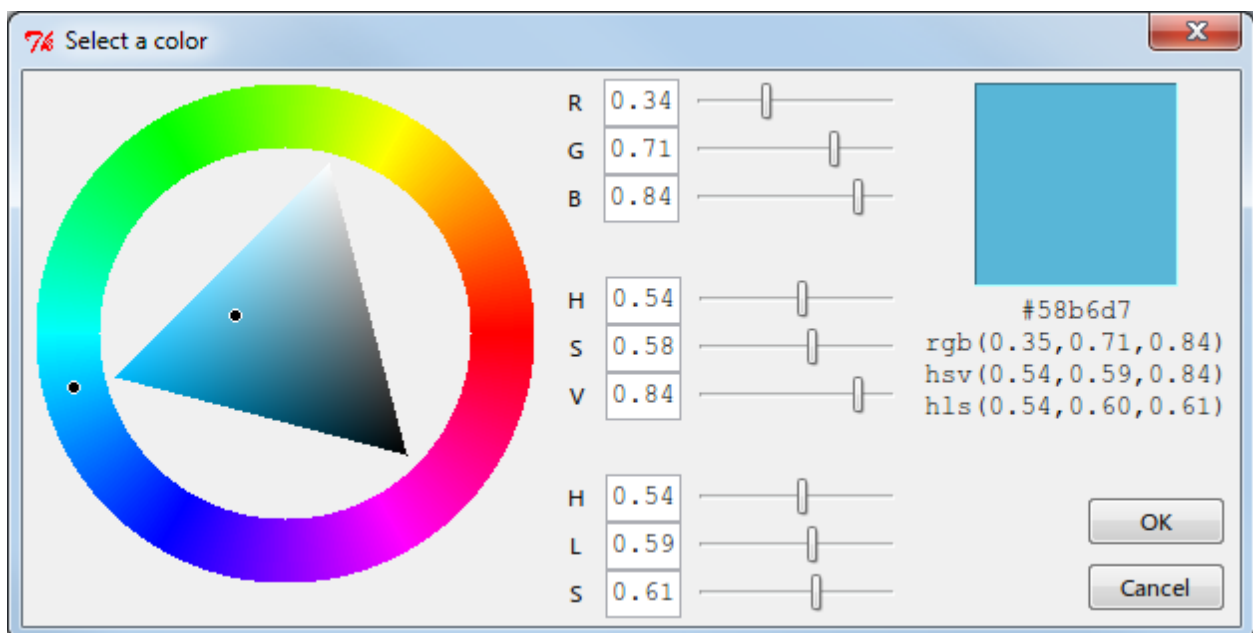 Select a color
R 0.34
G 0.71
B 0.84
H 0.54
S 0.58
V 0.84
H 0.54
L 0.59
S 0.61
#58b6d7
rgb(0.35,0.71,0.84)
hsv(0.54,0.59,0.84)
hls(0.54,0.60,0.61)
OK
Cancel